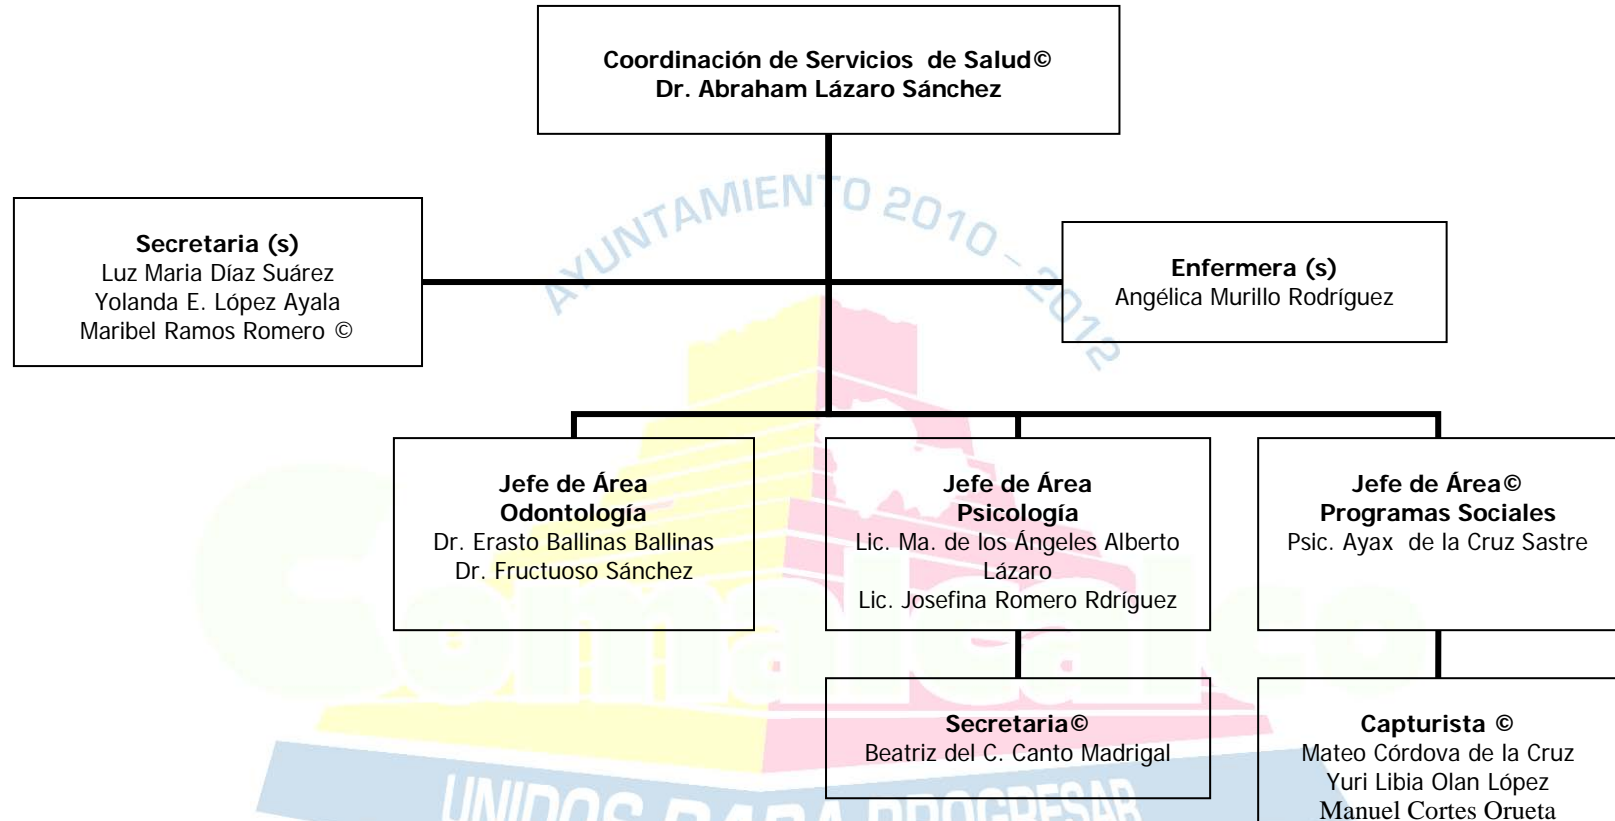 Coordinación de Servicios de Salud©
Dr. Abraham Lázaro Sánchez
AYUNTAMIENTO 2010 - 2012
Secretaria (s)
Luz Maria Díaz Suárez
Yolanda E. López Ayala
Maribel Ramos Romero ©
Enfermera (s)
Angélica Murillo Rodríguez
Jefe de Área
Odontología
Dr. Erasto Ballinas Ballinas
Dr. Fructuoso Sánchez
Jefe de Área
Psicología
Lic. Ma. de los Ángeles Alberto
Lázaro
Lic. Josefina Romero Rdríguez
Jefe de Área©
Programas Sociales
Psic. Ayax de la Cruz Sastre
Comalcalco
Secretaria©
Beatriz del C. Canto Madrigal
Capturista ©
Mateo Córdova de la Cruz
Yuri Libia Olan López
Manuel Cortes Orueta
UNIDOS PARA PROGRESAR